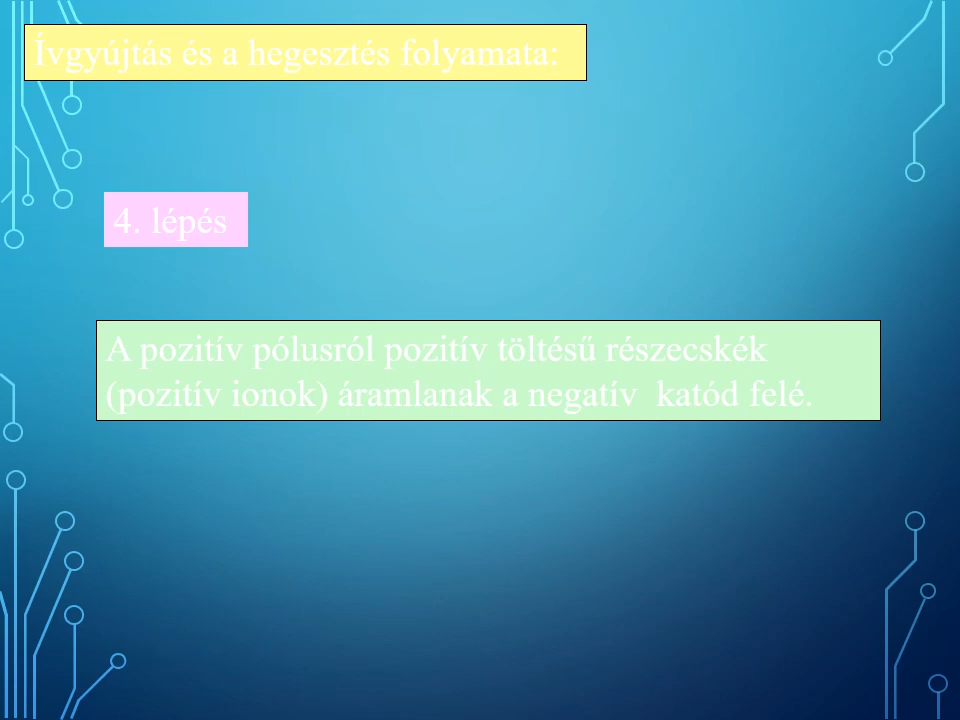 Ívgyújtás és a hegesztés folyamata:
4. lépés
A pozitív pólusról pozitív töltésű részecskék
(pozitív ionok) áramlanak a negatív  katód felé.